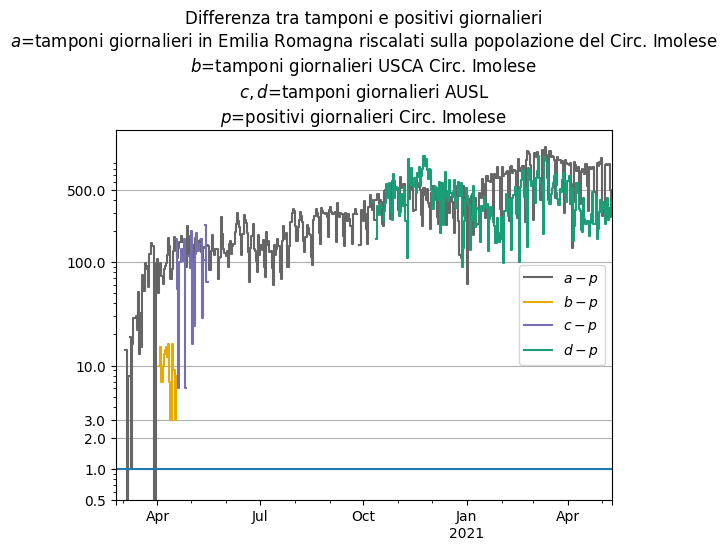 Differenza tra tamponi e positivi giornalieri
a=tamponi giornalieri in Emilia Romagna riscalati sulla popolazione del Circ. Imolese
b=tamponi giornalieri USCA Circ. Imolese
c, d=tamponi giornalieri AUSL
p=positivi giornalieri Circ. Imolese
500.0
100.0
10.0
3.0
2.0
1.0
0.5
a − p
b − p
c − p
d − p
Apr Jul Oct Jan Apr
2021